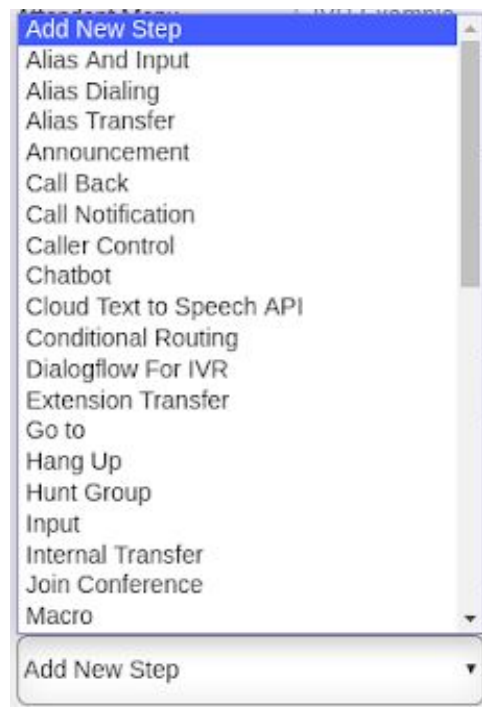 Add New Step
Alias And Input
Alias Dialing
Alias Transfer
Announcement
Call Back
Call Notification
Caller Control
Chatbot
Cloud Text to Speech API
Conditional Routing
Dialogflow For IVR
Extension Transfer
Go to
Hang Up
Hunt Group
Input
Internal Transfer
Join Conference
Macro
Add New Step